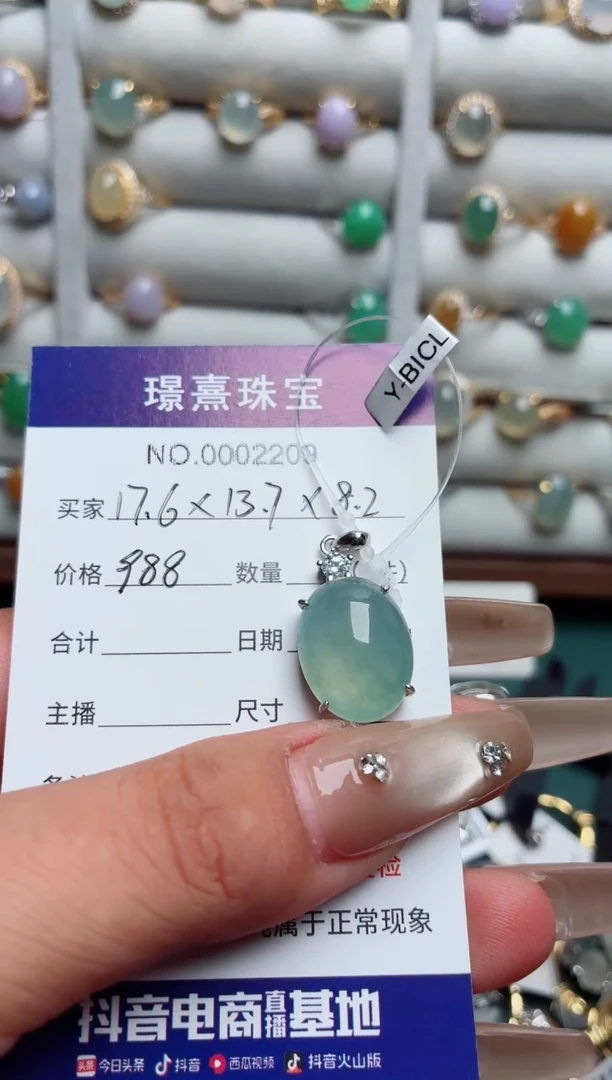 璟熹珠宝
Y-BICL
NO.0002209
买家 17.6×13.7×8.2
价格 988 数量
合计 日期
主播 尺寸
检
属于正常现象
抖音电商直播基地
头条 今日头条 抖音 西瓜视频 抖音火山版